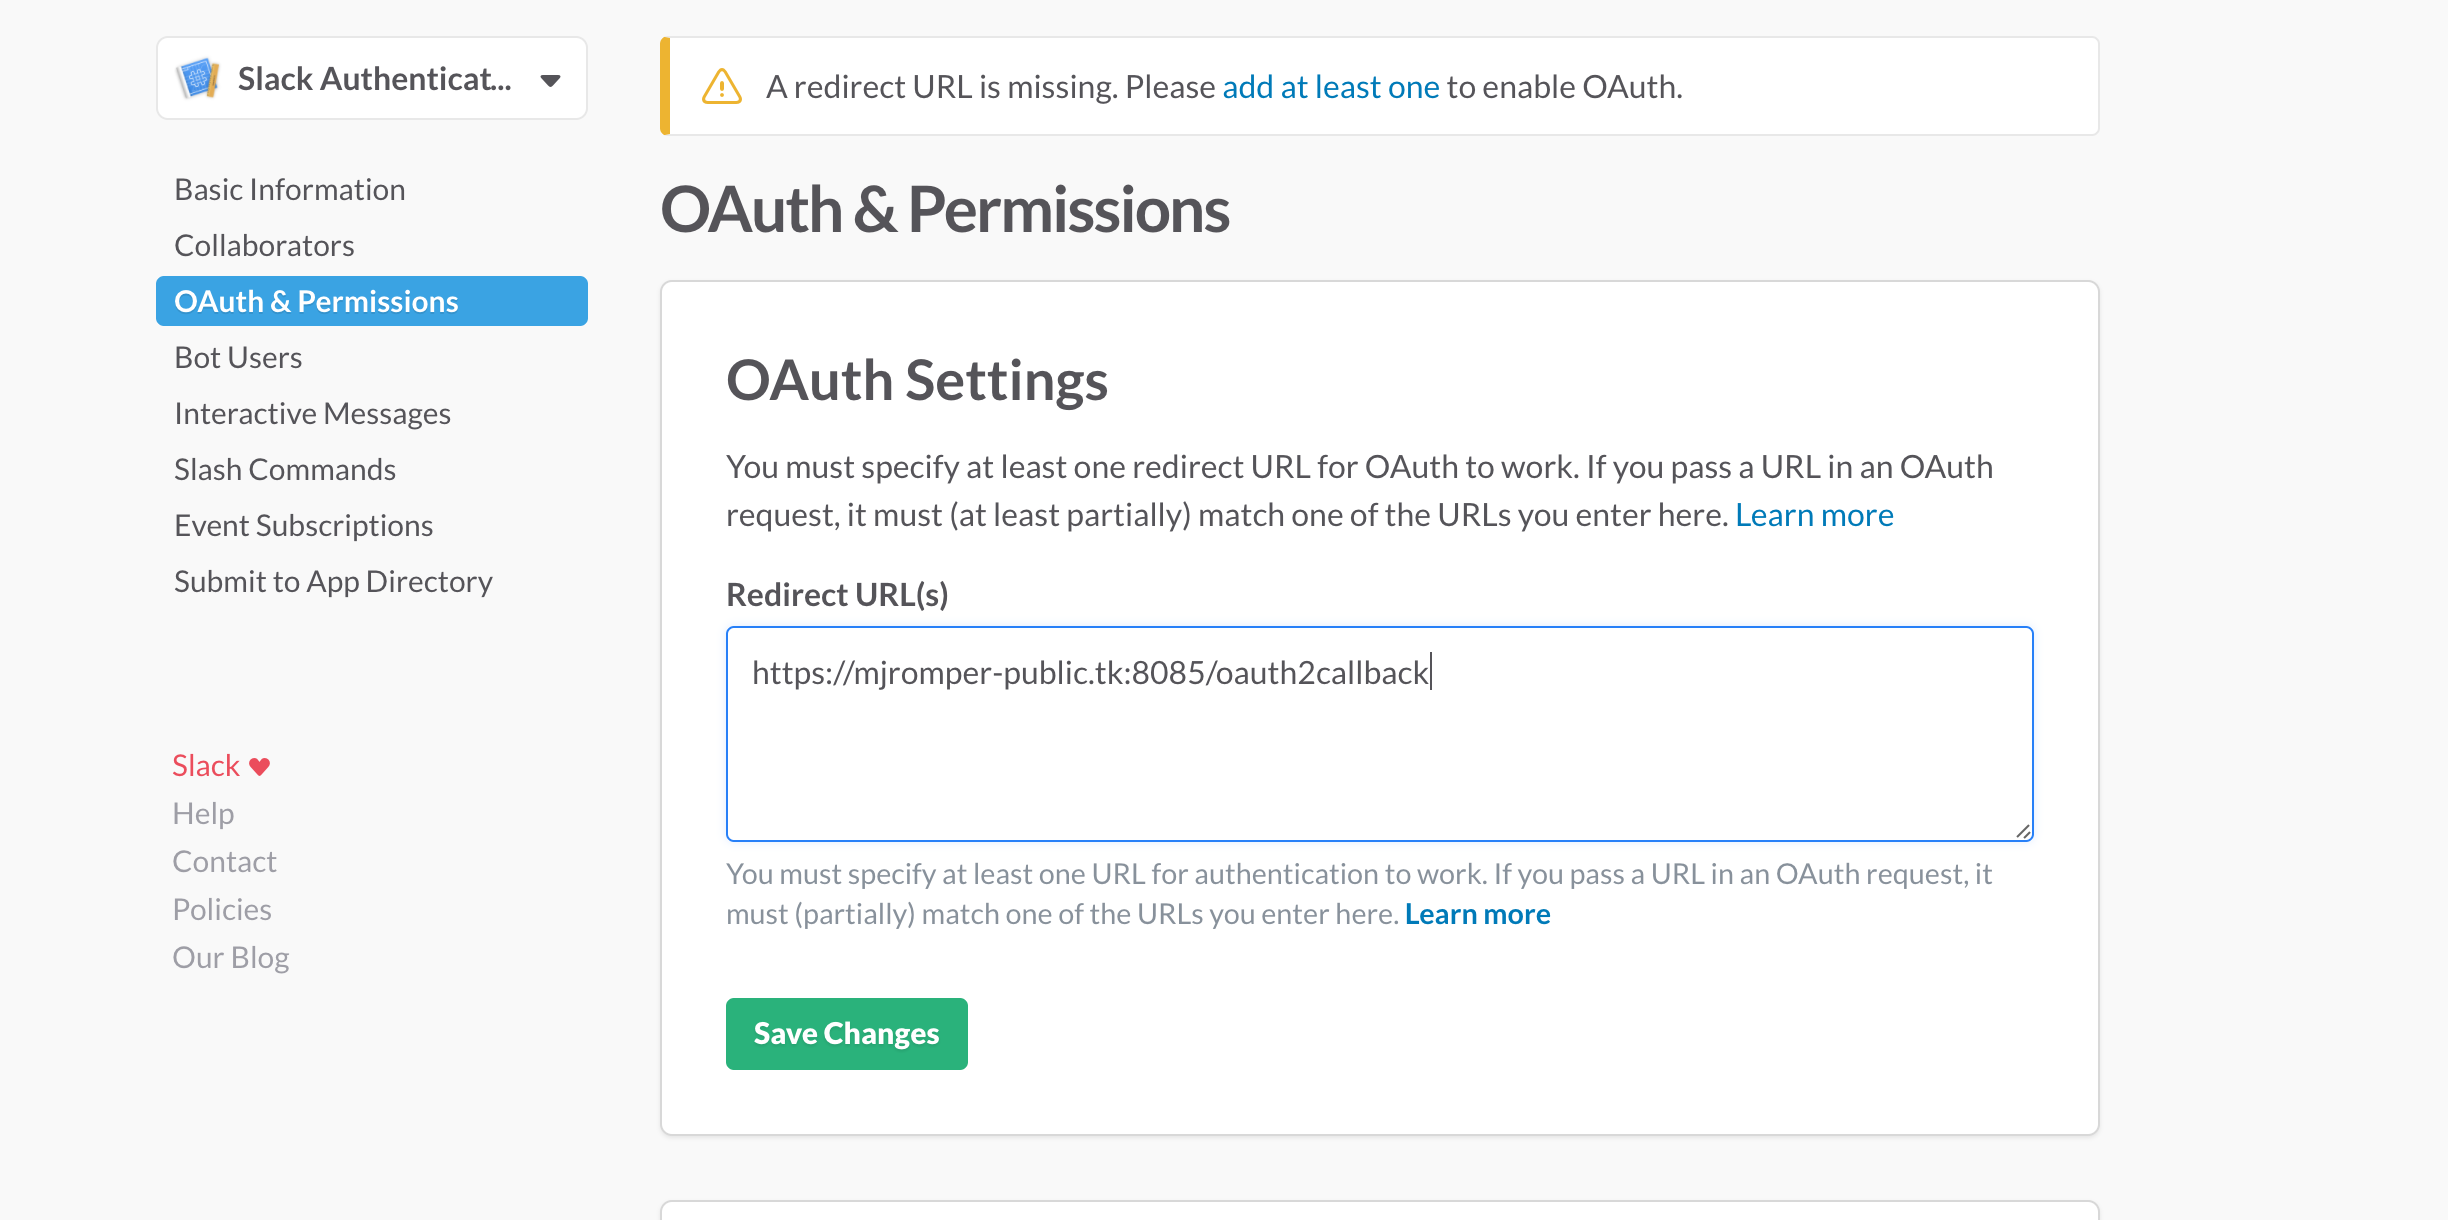 Slack Authenticat...
Basic Information
Collaborators
OAuth & Permissions
Bot Users
Interactive Messages
Slash Commands
Event Subscriptions
Submit to App Directory
Slack
Help
Contact
Policies
Our Blog
A redirect URL is missing. Please add at least one to enable OAuth.
OAuth & Permissions
OAuth Settings
You must specify at least one redirect URL for OAuth to work. If you pass a URL in an OAuth
request, it must (at least partially) match one of the URLs you enter here. Learn more
Redirect URL(s)
https://mjromper-public.tk:8085/oauth2callback
You must specify at least one URL for authentication to work. If you pass a URL in an OAuth request, it
must (partially) match one of the URLs you enter here. Learn more
Save Changes